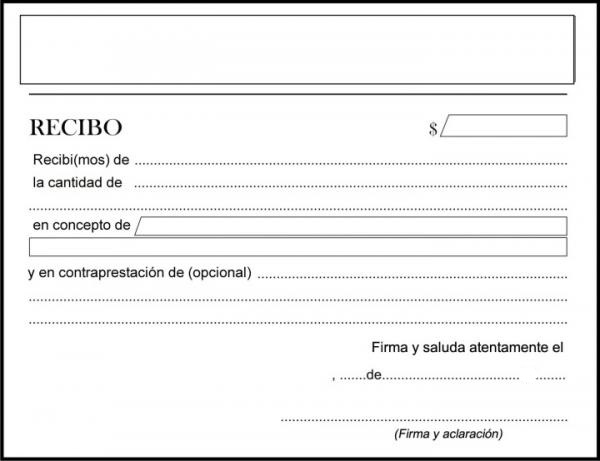 RECIBO $
Recibi(mos) de ........................................................................
la cantidad de ........................................................................
........................................................................
en concepto de
y en contraprestación de (opcional) ........................................................................
........................................................................
........................................................................
Firma y saluda atentamente el
, .......de................................... ........
........................................................................
(Firma y aclaración)